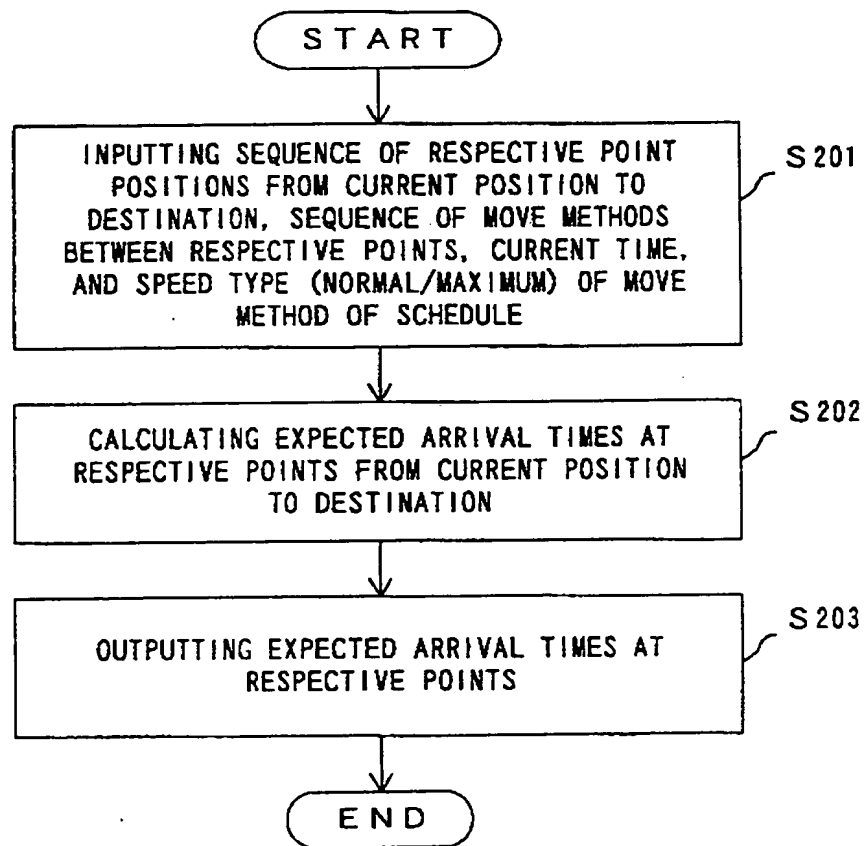 START
INPUTTING SEQUENCE OF RESPECTIVE POINT
POSITIONS FROM CURRENT POSITION TO
DESTINATION, SEQUENCE OF MOVE METHODS
BETWEEN RESPECTIVE POINTS, CURRENT TIME,
AND SPEED TYPE (NORMAL/MAXIMUM) OF MOVE
METHOD OF SCHEDULE
S201
CALCULATING EXPECTED ARRIVAL TIMES AT
RESPECTIVE POINTS FROM CURRENT POSITION
TO DESTINATION
S202
OUTPUTTING EXPECTED ARRIVAL TIMES AT
RESPECTIVE POINTS
S203
END